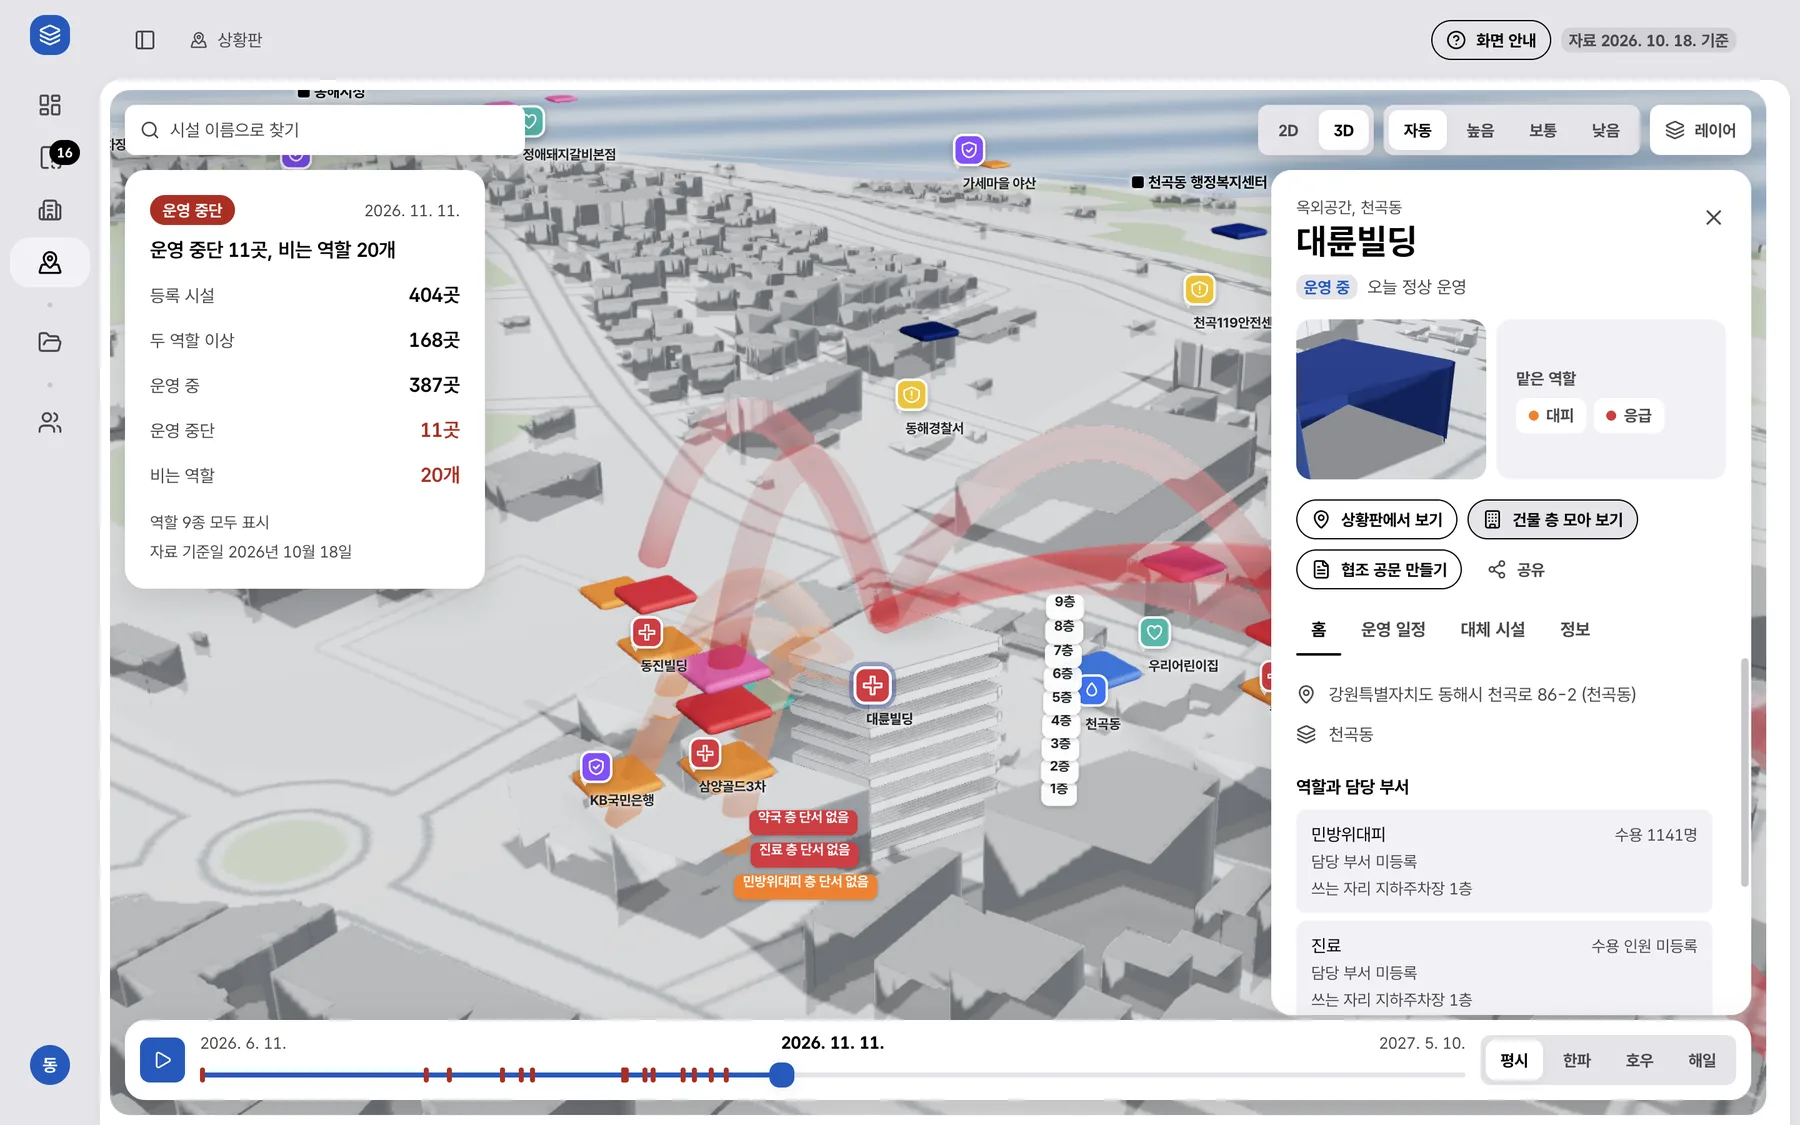 상황판
화면 안내
자료 2026. 10. 18. 기준
16
시설 이름으로 찾기
2D
3D
자동
높음
보통
낮음
레이어
운영 중단
2026. 11. 11.
운영 중단 11곳, 비는 역할 20개
등록 시설
404곳
두 역할 이상
168곳
운영 중
387곳
운영 중단
11곳
비는 역할
20개
역할 9종 모두 표시
자료 기준일 2026년 10월 18일
정애돼지갈비본점
가세마을 야산
천곡동 행정복지센터
천곡119안전센
동해경찰서
동진빌딩
대륜빌딩
우리어린이집
천곡동
KB국민은행
삼양골드3차
9층
8층
7층
6층
5층
4층
3층
2층
1층
약국 층 단서 없음
진료 층 단서 없음
민방위대피 층 단서 없음
옥외공간, 천곡동
대륜빌딩
운영 중
오늘 정상 운영
맡은 역할
대피
응급
상황판에서 보기
건물 층 모아 보기
협조 공문 만들기
공유
홈
운영 일정
대체 시설
정보
강원특별자치도 동해시 천곡로 86-2 (천곡동)
천곡동
역할과 담당 부서
민방위대피
수용 1141명
담당 부서 미등록
쓰는 자리 지하주차장 1층
진료
수용 인원 미등록
담당 부서 미등록
쓰는 자리 지하주차장 1층
동
2026. 6. 11.
2026. 11. 11.
2027. 5. 10.
평시
한파
호우
해일